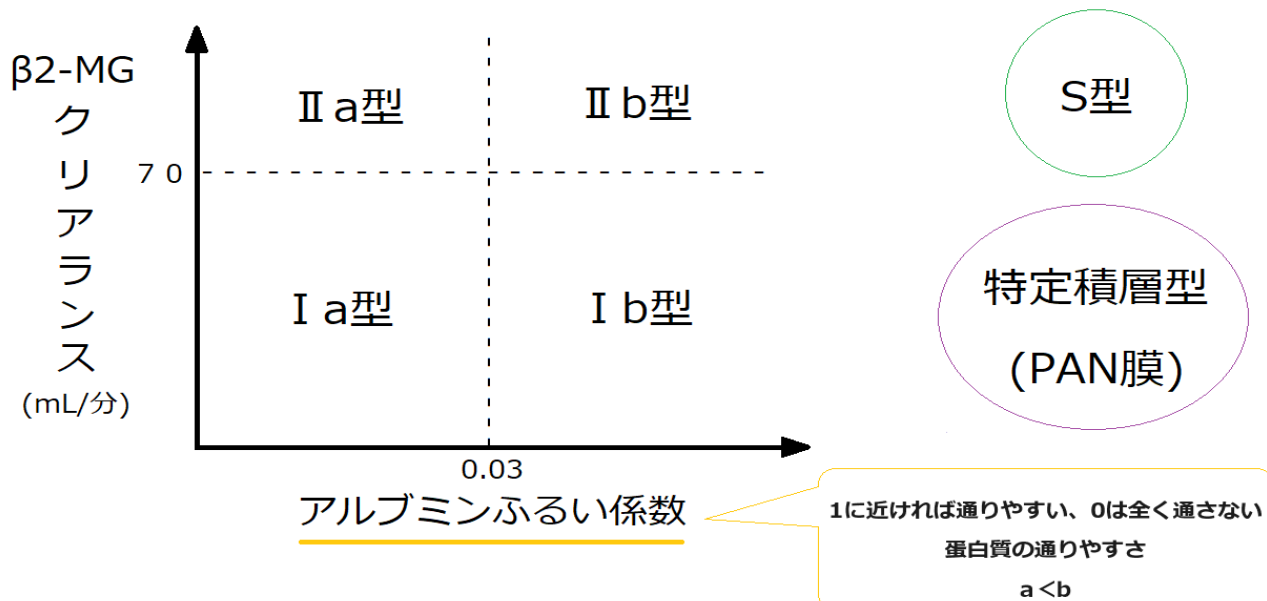 β2-MG
クリアランス
(mL/分)
70
Ⅱa型
Ⅱb型
Ⅰa型
Ⅰb型
0.03
アルブミンふるい係数
S型
特定積層型
(PAN膜)
1に近ければ通りやすい、0は全く通さない
蛋白質の通りやすさ
a<b